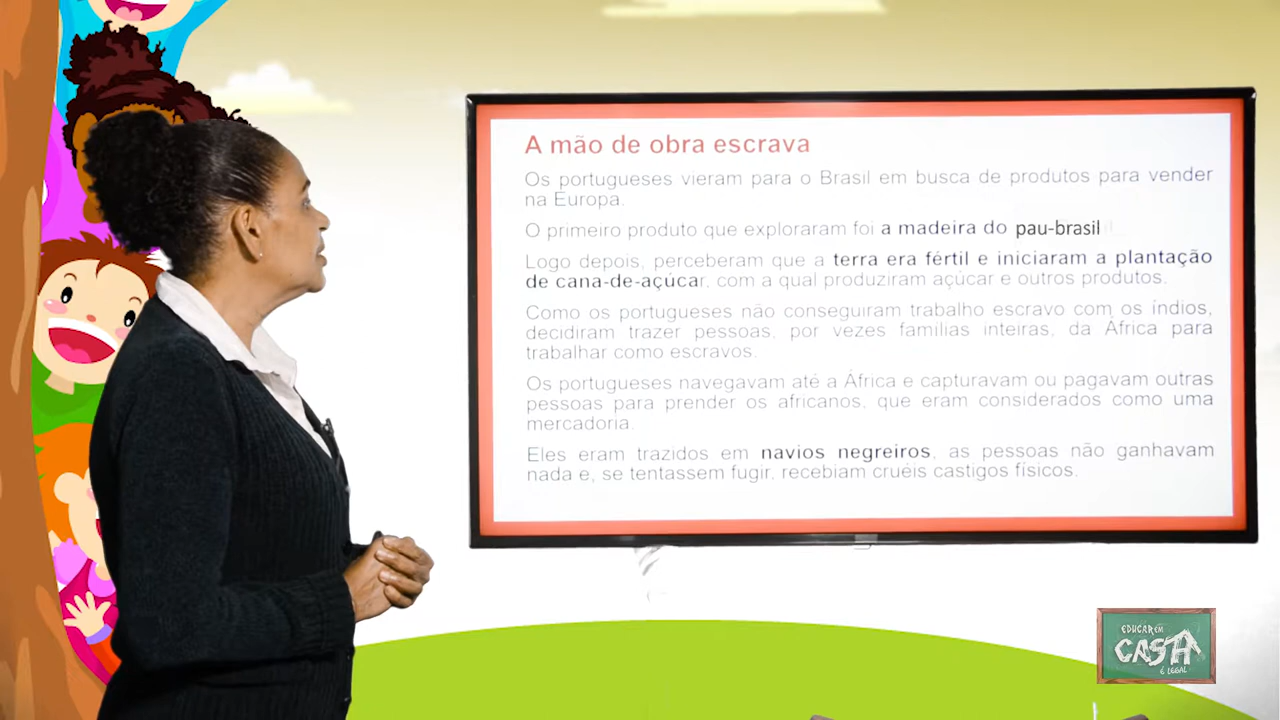 A mão de obra escrava
Os portugueses vieram para o Brasil em busca de produtos para vender
na Europa.
O primeiro produto que exploraram foi a madeira do pau-brasil
Logo depois, perceberam que a terra era fértil e iniciaram a plantação
de cana-de-açúcar, com a qual produziram açúcar e outros produtos.
Como os portugueses não conseguiram trabalho escravo com os índios,
decidiram trazer pessoas, por vezes famílias inteiras, da África para
trabalhar como escravos.
Os portugueses navegavam até a África e capturavam ou pagavam outras
pessoas para prender os africanos, que eram considerados como uma
mercadoria.
Eles eram trazidos em navios negreiros, as pessoas não ganhavam
nada e, se tentassem fugir, recebiam cruéis castigos físicos.
EDUCAR EM
CASA
É LEGAL